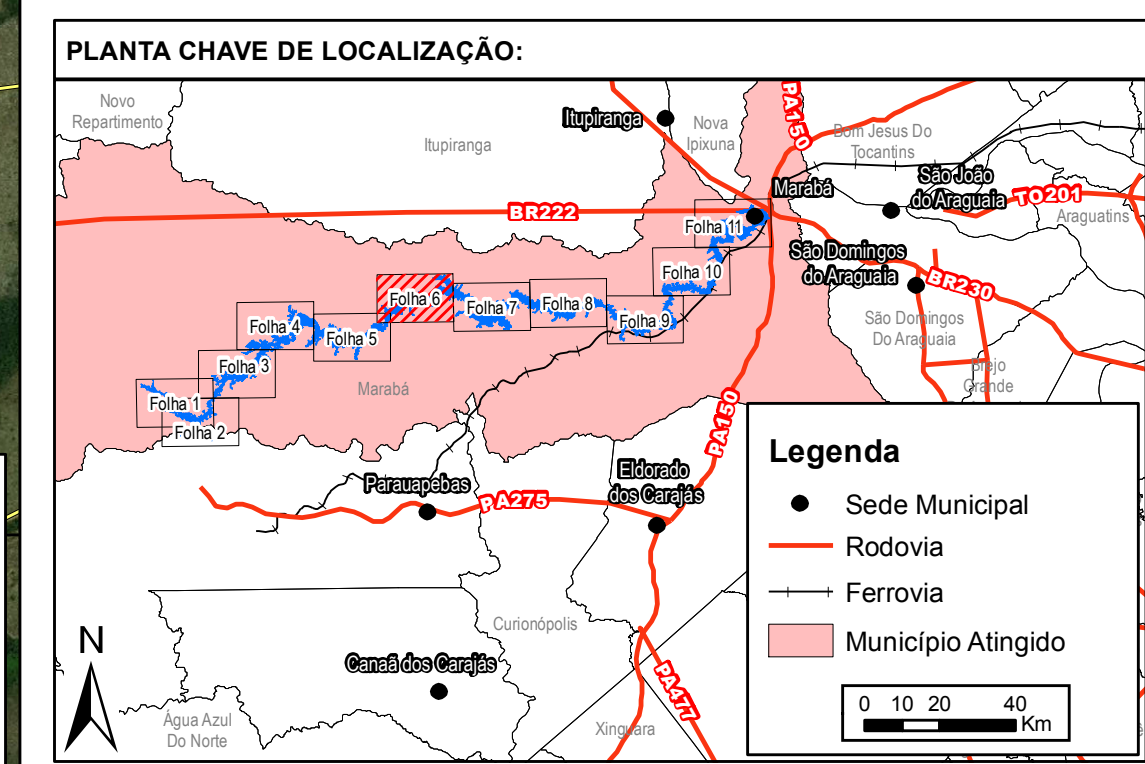 PLANTA CHAVE DE LOCALIZAÇÃO:
Novo
Repartimento
Itupiranga
Itupiranga
Nova
Ipixuna
PA150
Bom Jesus Do
Tocantins
Marabá
São João
do Araguaia
TO201
Araguatins
BR222
Folha 11
São Domingos
do Araguaia
BR230
Folha 10
Folha 6
Folha 7
Folha 8
Folha 9
São Domingos
Do Araguaia
Folha 4
Folha 5
Folha 3
Brejo
Grande
Marabá
Folha 1
Folha 2
PA150
Eldorado
dos Carajás
Parauapebas
PA275
Curionópolis
Canaã dos Carajás
PA477
Água Azul
Do Norte
Xinguara
N
Legenda
Sede Municipal
Rodovia
Ferrovia
Município Atingido
0 10 20 40
Km